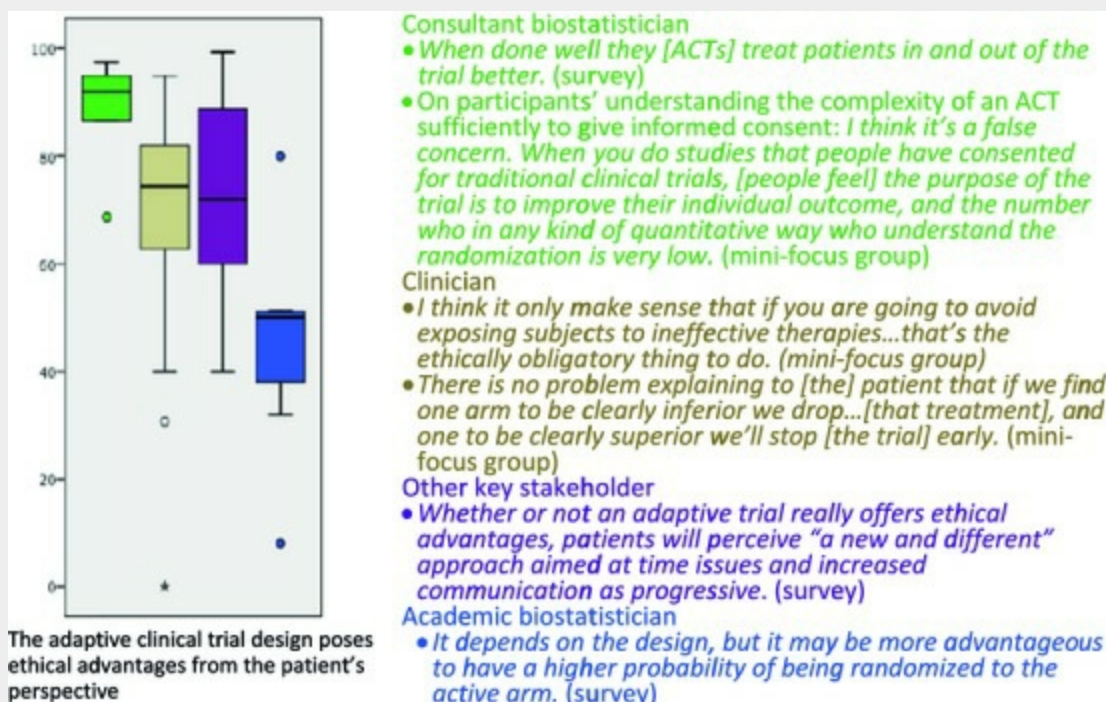 100
80
60
40
20
0
The adaptive clinical trial design poses
ethical advantages from the patient's
perspective
Consultant biostatistician
• When done well they [ACTs] treat patients in and out of the
trial better. (survey)
• On participants' understanding the complexity of an ACT
sufficiently to give informed consent: I think it's a false
concern. When you do studies that people have consented
for traditional clinical trials, [people feel] the purpose of the
trial is to improve their individual outcome, and the number
who in any kind of quantitative way who understand the
randomization is very low. (mini-focus group)
Clinician
• I think it only make sense that if you are going to avoid
exposing subjects to ineffective therapies...that's the
ethically obligatory thing to do. (mini-focus group)
• There is no problem explaining to [the] patient that if we find
one arm to be clearly inferior we drop...[that treatment], and
one to be clearly superior we'll stop [the trial] early. (mini-
focus group)
Other key stakeholder
• Whether or not an adaptive trial really offers ethical
advantages, patients will perceive "a new and different"
approach aimed at time issues and increased
communication as progressive. (survey)
Academic biostatistician
• It depends on the design, but it may be more advantageous
to have a higher probability of being randomized to the
active arm. (survey)